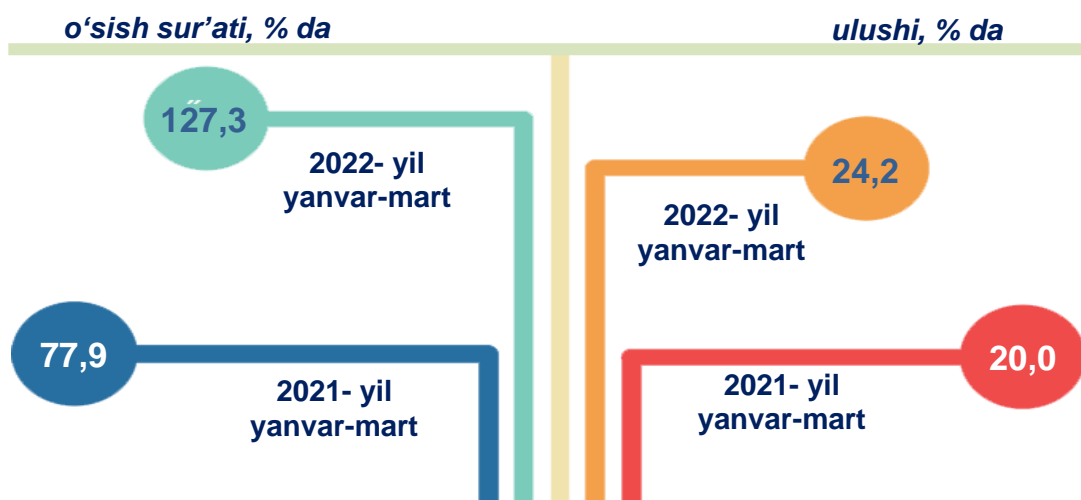 o‘sish sur’ati, % da
ulushi, % da
127,3
2022- yil
yanvar-mart
24,2
2022- yil
yanvar-mart
77,9
2021- yil
yanvar-mart
20,0
2021- yil
yanvar-mart